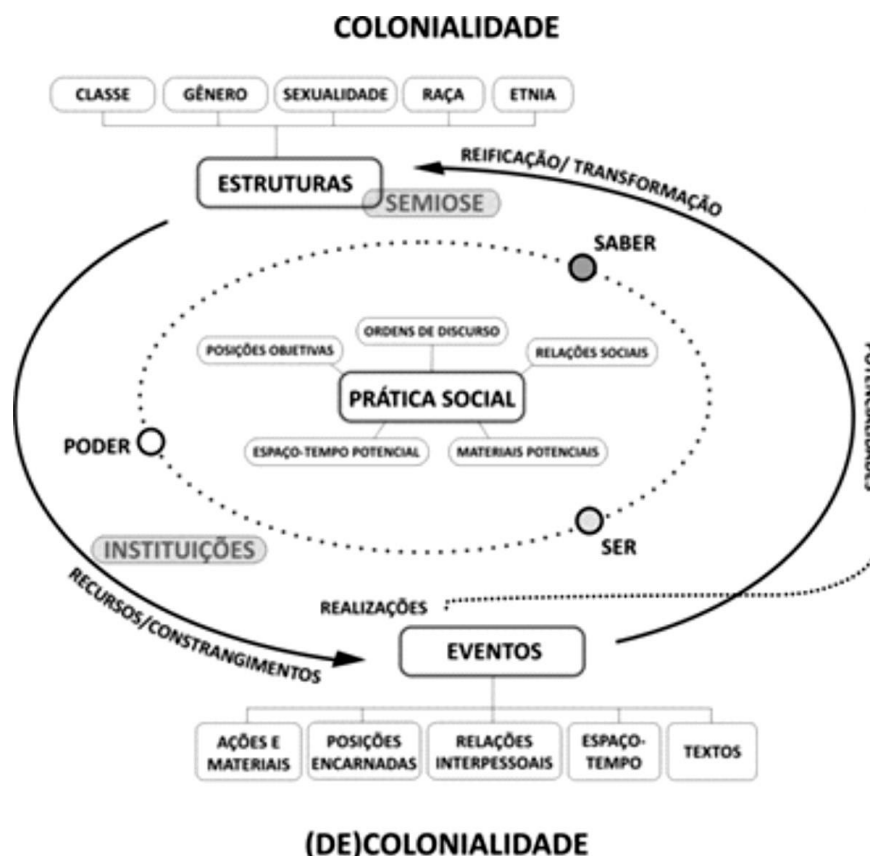 COLONIALIDADE
CLASSE
GÊNERO
SEXUALIDADE
RAÇA
ETNIA
REIFICAÇÃO/ TRANSFORMAÇÃO
ESTRUTURAS
SEMIOSE
SABER
ORDENS DE DISCURSO
POSIÇÕES OBJETIVAS
RELAÇÕES SOCIAIS
PRÁTICA SOCIAL
PODER
ESPAÇO-TEMPO POTENCIAL
MATERIAIS POTENCIAIS
SER
INSTITUIÇÕES
RECURSOS/CONSTRANGIMENTOS
REALIZAÇÕES
EVENTOS
AÇÕES E
MATERIAIS
POSIÇÕES
ENCARNADAS
RELAÇÕES
INTERPESSOAIS
ESPAÇO-
TEMPO
TEXTOS
(DE)COLONIALIDADE